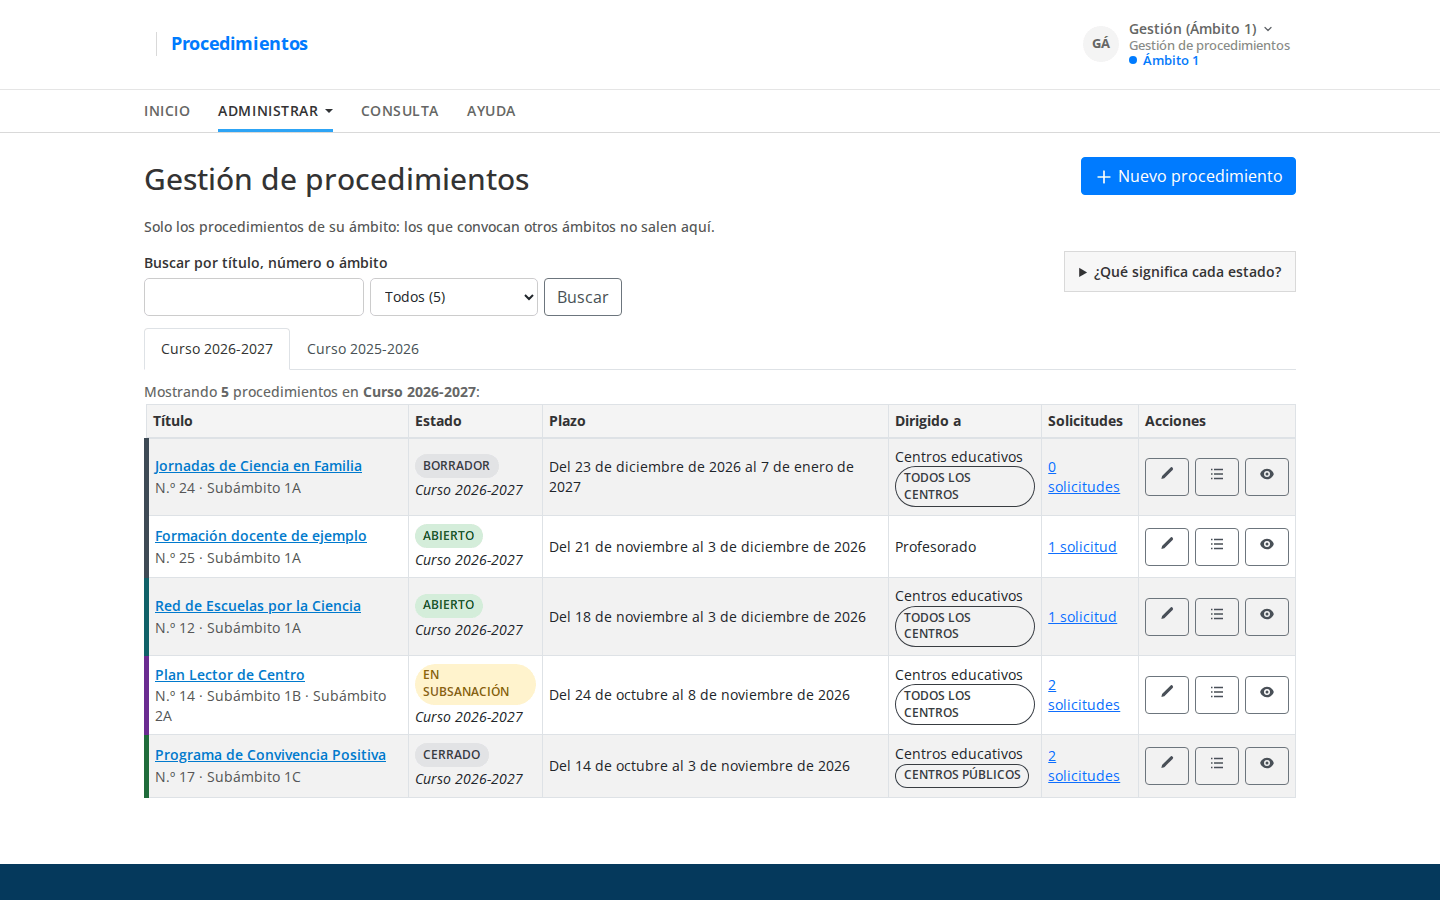 Procedimientos
GÁ
Gestión (Ámbito 1)
Gestión de procedimientos
Ámbito 1
INICIO
ADMINISTRAR
CONSULTA
AYUDA
Gestión de procedimientos
Nuevo procedimiento
Solo los procedimientos de su ámbito: los que convocan otros ámbitos no salen aquí.
Buscar por título, número o ámbito
¿Qué significa cada estado?
Todos (5)
Buscar
Curso 2026-2027
Curso 2025-2026
Mostrando 5 procedimientos en Curso 2026-2027:
Título
Estado
Plazo
Dirigido a
Solicitudes
Acciones
Jornadas de Ciencia en Familia
N.º 24 · Subámbito 1A
BORRADOR
Curso 2026-2027
Del 23 de diciembre de 2026 al 7 de enero de
2027
Centros educativos
TODOS LOS
CENTROS
0
solicitudes
Formación docente de ejemplo
N.º 25 · Subámbito 1A
ABIERTO
Curso 2026-2027
Del 21 de noviembre al 3 de diciembre de 2026
Profesorado
1 solicitud
Red de Escuelas por la Ciencia
N.º 12 · Subámbito 1A
ABIERTO
Curso 2026-2027
Del 18 de noviembre al 3 de diciembre de 2026
Centros educativos
TODOS LOS
CENTROS
1 solicitud
Plan Lector de Centro
N.º 14 · Subámbito 1B · Subámbito
2A
EN
SUBSANACIÓN
Curso 2026-2027
Del 24 de octubre al 8 de noviembre de 2026
Centros educativos
TODOS LOS
CENTROS
2
solicitudes
Programa de Convivencia Positiva
N.º 17 · Subámbito 1C
CERRADO
Curso 2026-2027
Del 14 de octubre al 3 de noviembre de 2026
Centros educativos
CENTROS PÚBLICOS
2
solicitudes